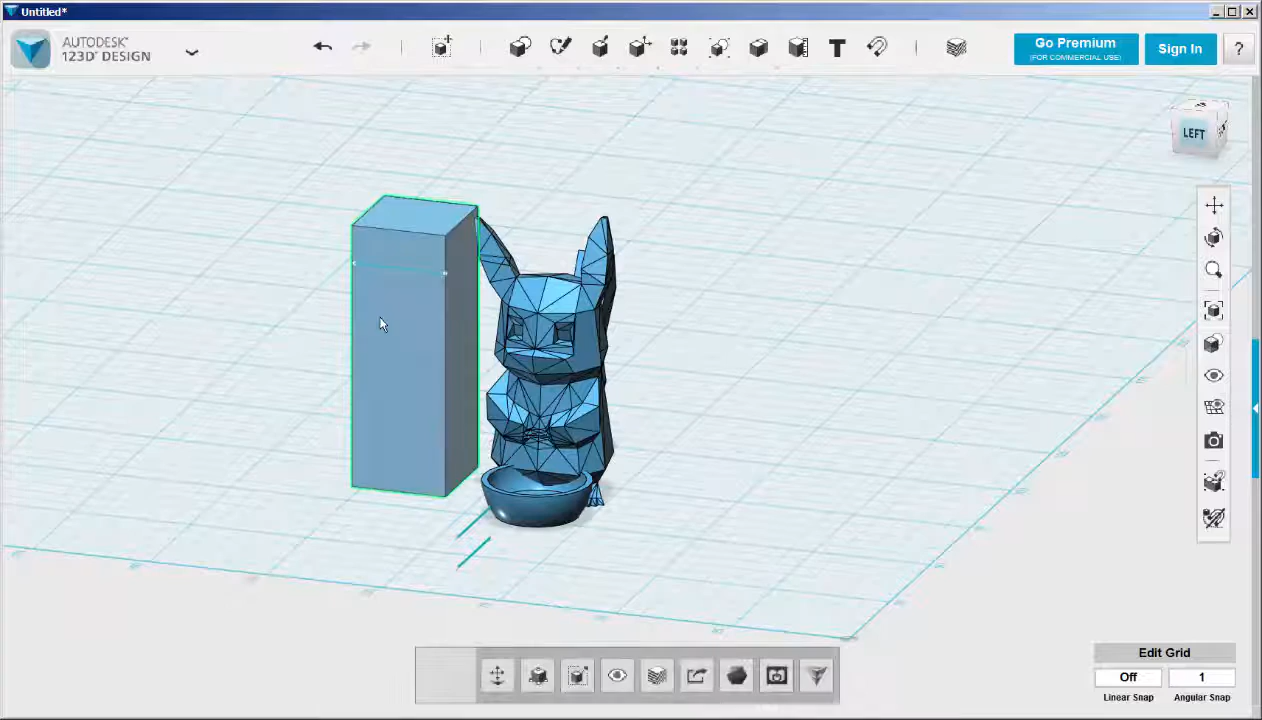 Untitled*
AUTODESK®
123D™ DESIGN
T
Go Premium
(FOR COMMERCIAL USE)
Sign In
?
LEFT
Edit Grid
Off
1
Linear Snap
Angular Snap